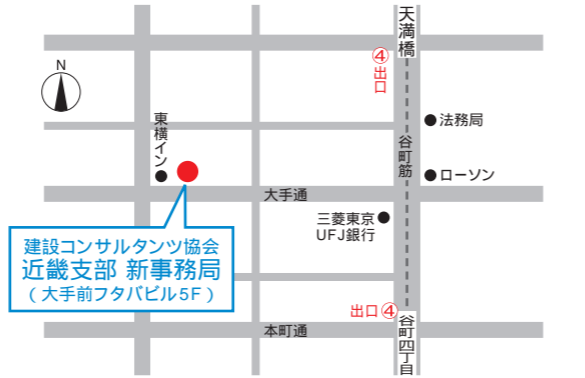 天満橋
④
出口
N
東横イン
法務局
谷町筋
ローソン
大手通
三菱東京
UFJ銀行
建設コンサルタンツ協会
近畿支部 新事務局
(大手前フタバビル5F)
出口④
本町通
谷町四丁目